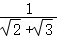 1
√2 + √3